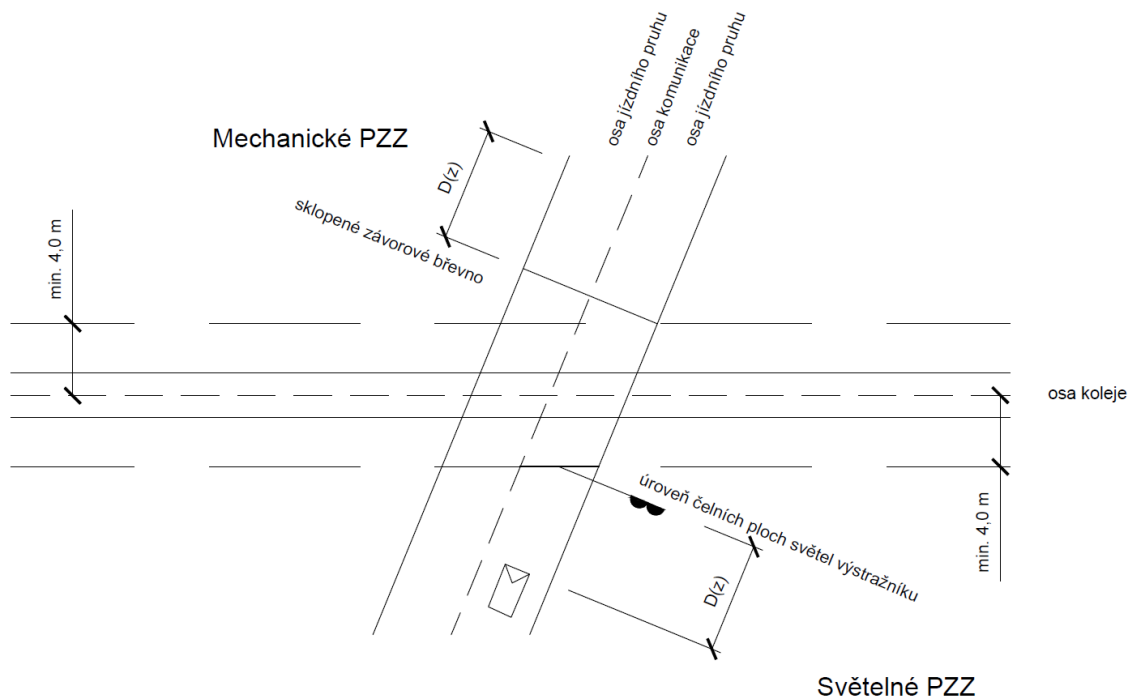 osa jízdního pruhu
osa komunikace
osa jízdního pruhu
Mechanické PZZ
D(z)
sklopené závorové břevno
min. 4,0 m
osa koleje
úroveň čelních ploch světel výstražníku
min. 4,0 m
D(z)
Světelné PZZ